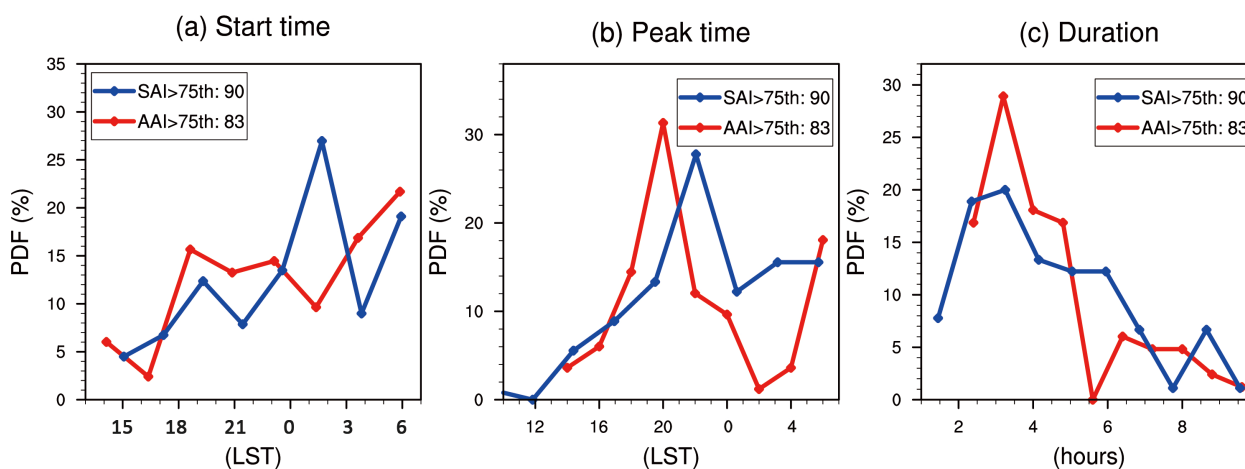 (a) Start time
PDF (%)
35
30
25
20
15
10
5
0
SAI>75th: 90
AAI>75th: 83
15 18 21 0 3 6
(LST)
(b) Peak time
PDF (%)
30
20
10
0
SAI>75th: 90
AAI>75th: 83
12 16 20 0 4
(LST)
(c) Duration
PDF (%)
30
25
20
15
10
5
0
SAI>75th: 90
AAI>75th: 83
2 4 6 8
(hours)